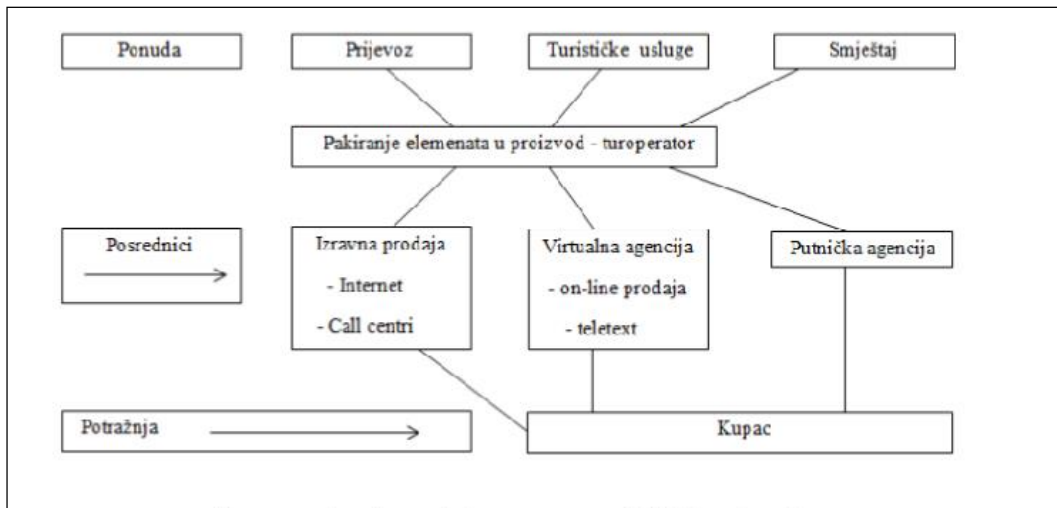 Ponuda
Prijevoz
Turističke usluge
Smještaj
Pakiranje elemenata u proizvod - turoperator
Posrednici
Izravna prodaja
- Internet
- Call centri
Virtualna agencija
- on-line prodaja
- teletext
Putnička agencija
Potražnja
Kupac